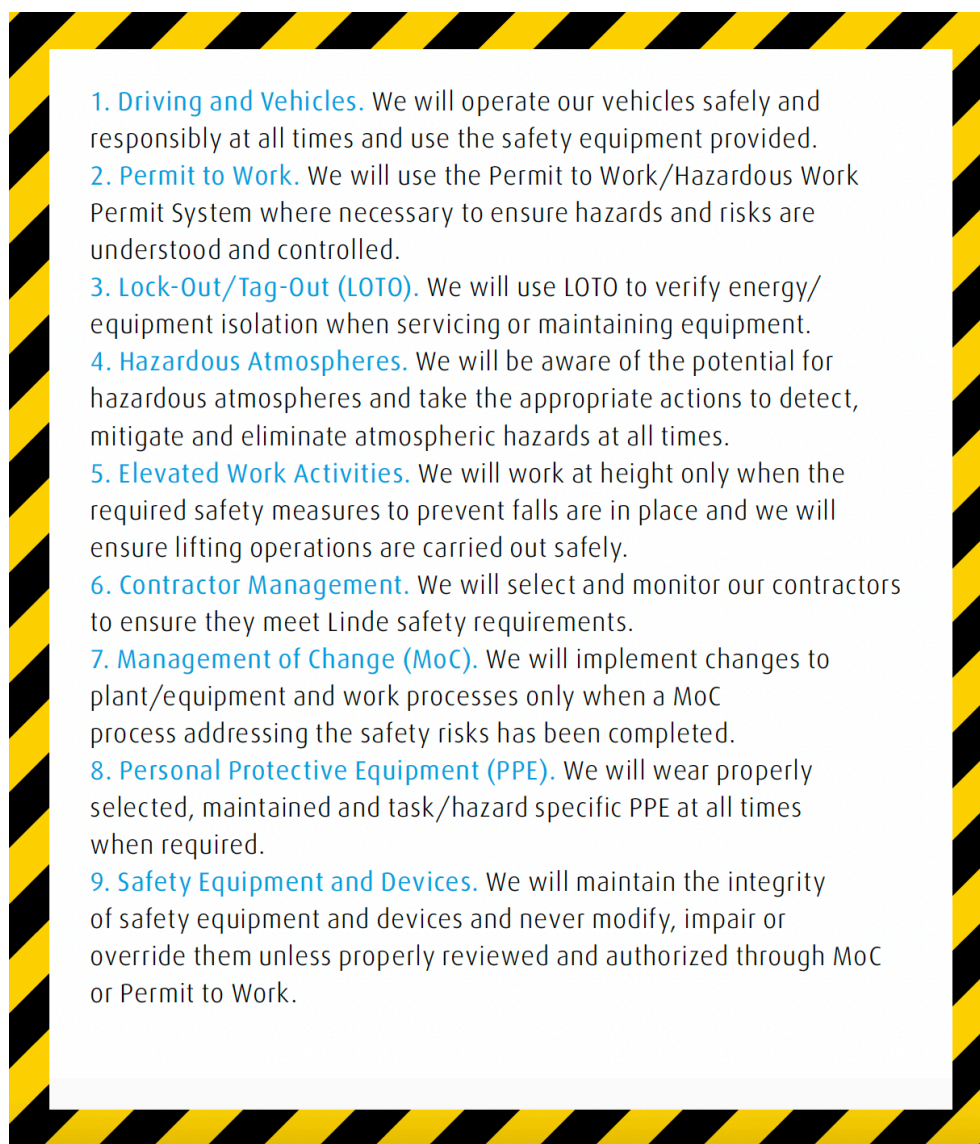 1. Driving and Vehicles. We will operate our vehicles safely and
responsibly at all times and use the safety equipment provided.
2. Permit to Work. We will use the Permit to Work/Hazardous Work
Permit System where necessary to ensure hazards and risks are
understood and controlled.
3. Lock-Out/Tag-Out (LOTO). We will use LOTO to verify energy/
equipment isolation when servicing or maintaining equipment.
4. Hazardous Atmospheres. We will be aware of the potential for
hazardous atmospheres and take the appropriate actions to detect,
mitigate and eliminate atmospheric hazards at all times.
5. Elevated Work Activities. We will work at height only when the
required safety measures to prevent falls are in place and we will
ensure lifting operations are carried out safely.
6. Contractor Management. We will select and monitor our contractors
to ensure they meet Linde safety requirements.
7. Management of Change (MoC). We will implement changes to
plant/equipment and work processes only when a MoC
process addressing the safety risks has been completed.
8. Personal Protective Equipment (PPE). We will wear properly
selected, maintained and task/hazard specific PPE at all times
when required.
9. Safety Equipment and Devices. We will maintain the integrity
of safety equipment and devices and never modify, impair or
override them unless properly reviewed and authorized through MoC
or Permit to Work.